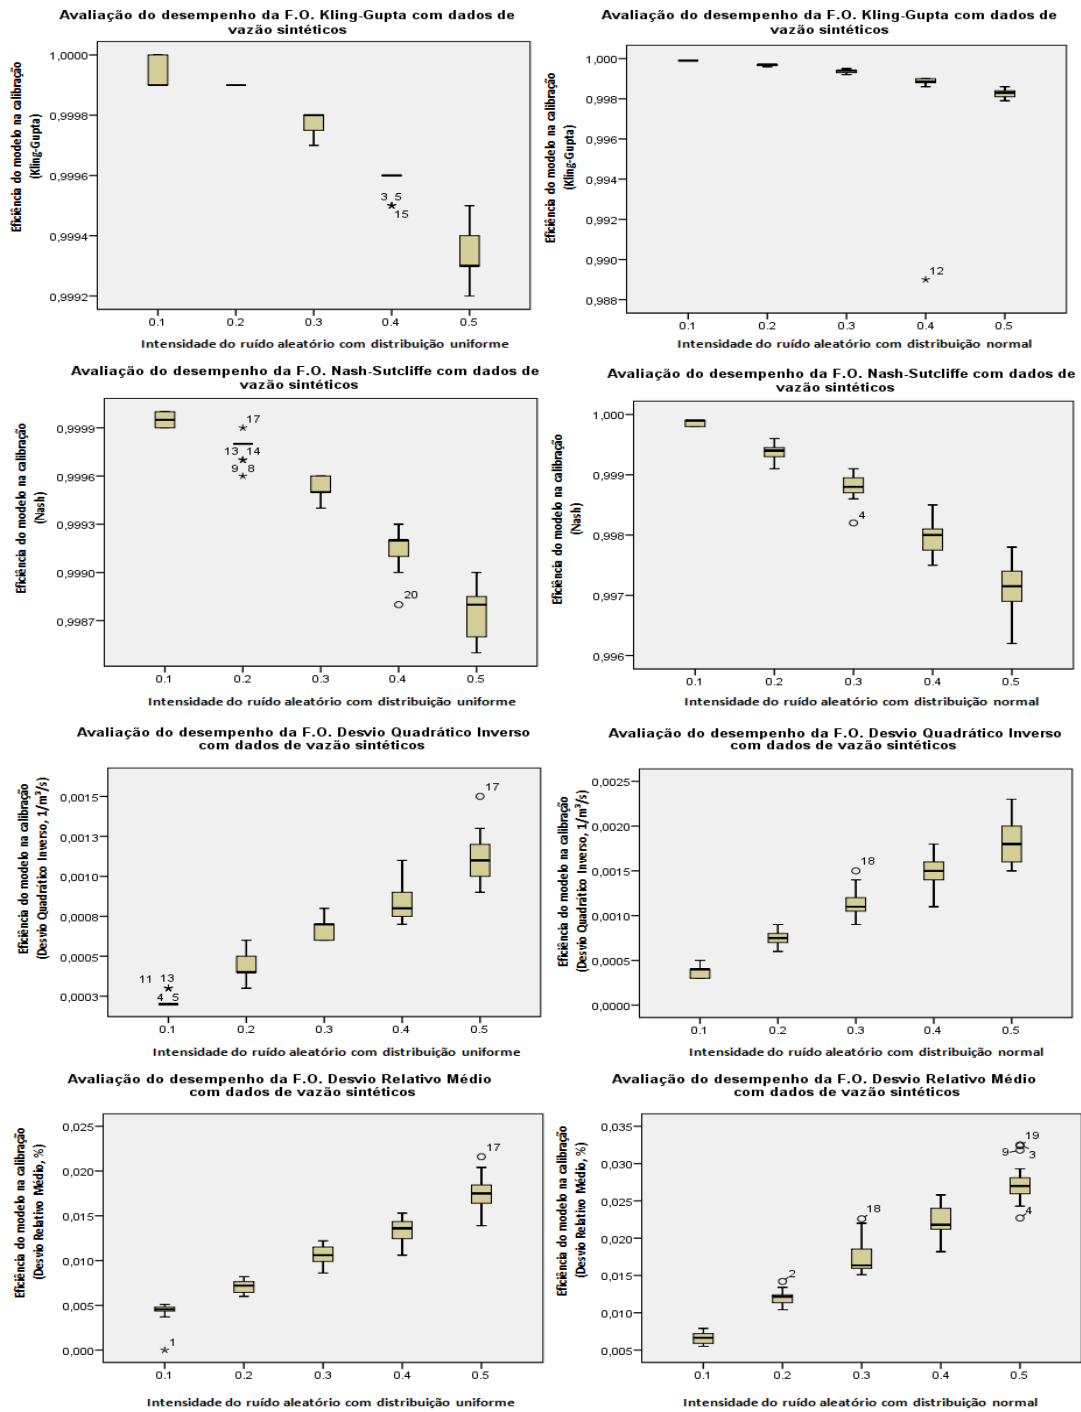 Avaliação do desempenho da F.O. Kling-Gupta com dados de
vazão sintéticos
Eficiência do modelo na calibração
(Kling-Gupta)
1,0000
0,9998
0,9996
0,9994
0,9992
3 5
15
0.1 0.2 0.3 0.4 0.5
Intensidade do ruído aleatório com distribuição uniforme
Avaliação do desempenho da F.O. Kling-Gupta com dados de
vazão sintéticos
Eficiência do modelo na calibração
(Kling-Gupta)
1,000
0,998
0,996
0,994
0,992
0,990
0,988
12
0.1 0.2 0.3 0.4 0.5
Intensidade do ruído aleatório com distribuição normal
Avaliação do desempenho da F.O. Nash-Sutcliffe com dados de
vazão sintéticos
Eficiência do modelo na calibração
(Nash)
0,9999
0,9996
0,9993
0,9990
0,9987
17
13 14
9 8
20
0.1 0.2 0.3 0.4 0.5
Intensidade do ruído aleatório com distribuição uniforme
Avaliação do desempenho da F.O. Nash-Sutcliffe com dados de
vazão sintéticos
Eficiência do modelo na calibração
(Nash)
1,000
0,999
0,998
0,997
0,996
4
0.1 0.2 0.3 0.4 0.5
Intensidade do ruído aleatório com distribuição normal
Avaliação do desempenho da F.O. Desvio Quadrático Inverso
com dados de vazão sintéticos
Eficiência do modelo na calibração
(Desvio Quadrático Inverso, 1/m³/s)
0,0015
0,0013
0,0010
0,0008
0,0005
0,0003
17
11 13
4 5
0.1 0.2 0.3 0.4 0.5
Intensidade do ruído aleatório com distribuição uniforme
Avaliação do desempenho da F.O. Desvio Quadrático Inverso
com dados de vazão sintéticos
Eficiência do modelo na calibração
(Desvio Quadrático Inverso, 1/m³/s)
0,0025
0,0020
0,0015
0,0010
0,0005
0,0000
18
0.1 0.2 0.3 0.4 0.5
Intensidade do ruído aleatório com distribuição normal
Avaliação do desempenho da F.O. Desvio Relativo Médio
com dados de vazão sintéticos
Eficiência do modelo na calibração
(Desvio Relativo Médio, %)
0,025
0,020
0,015
0,010
0,005
0,000
17
1
0.1 0.2 0.3 0.4 0.5
Intensidade do ruído aleatório com distribuição uniforme
Avaliação do desempenho da F.O. Desvio Relativo Médio
com dados de vazão sintéticos
Eficiência do modelo na calibração
(Desvio Relativo Médio, %)
0,035
0,030
0,025
0,020
0,015
0,010
0,005
19
9 3
4
18
2
0.1 0.2 0.3 0.4 0.5
Intensidade do ruído aleatório com distribuição normal